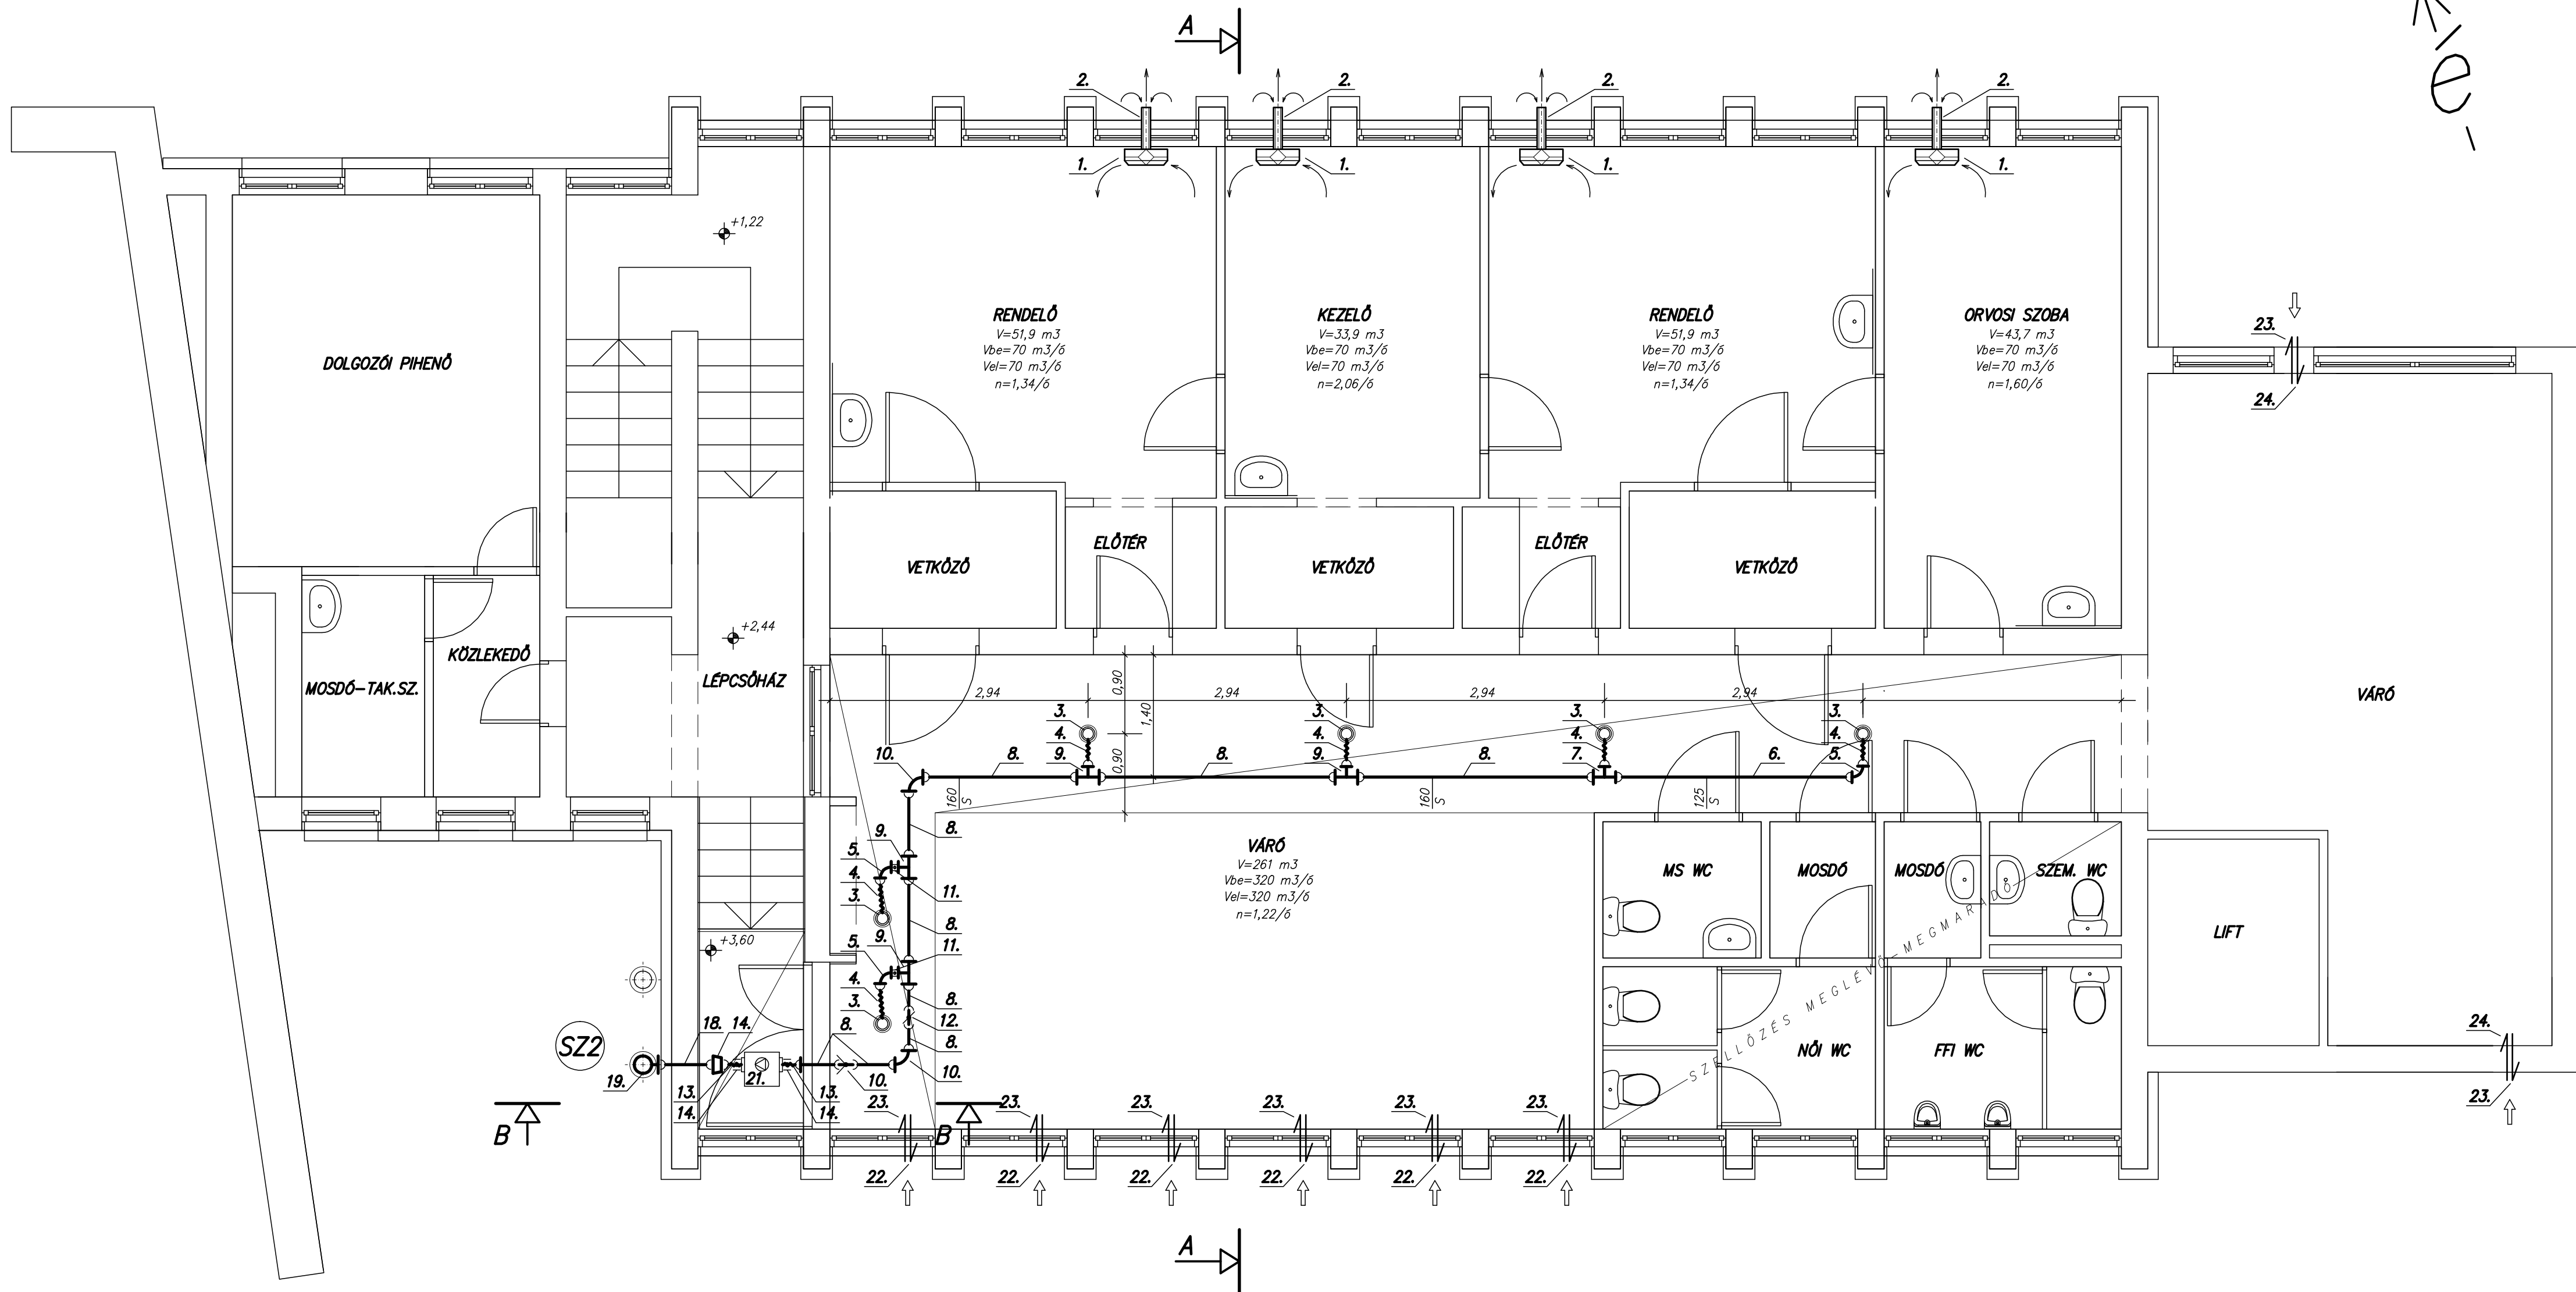 A
e
2.
2.
2.
2.
1.
1.
1.
1.
+1,22
RENDELŐ
V=51,9 m3
Vbe=70 m3/ó
Vel=70 m3/ó
n=1,34/ó
KEZELŐ
V=33,9 m3
Vbe=70 m3/ó
Vel=70 m3/ó
n=2,06/ó
RENDELŐ
V=51,9 m3
Vbe=70 m3/ó
Vel=70 m3/ó
n=1,34/ó
ORVOSI SZOBA
V=43,7 m3
Vbe=70 m3/ó
Vel=70 m3/ó
n=1,60/ó
23.
24.
DOLGOZÓI PIHENŐ
VETKŐZŐ
ELŐTÉR
VETKŐZŐ
ELŐTÉR
VETKŐZŐ
+2,44
KÖZLEKEDŐ
MOSDÓ-TAK.SZ.
LÉPCSŐHÁZ
VÁRÓ
2,94
2,94
2,94
2,94
0,90
1,40
0,90
3.
3.
3.
3.
4.
4.
4.
4.
10.
8.
9.
8.
9.
8.
7.
6.
5.
160
S
160
S
125
S
8.
9.
5.
4.
3.
11.
8.
9.
5.
11.
4.
3.
8.
12.
8.
10.
VÁRÓ
V=261 m3
Vbe=320 m3/ó
Vel=320 m3/ó
n=1,22/ó
MS WC
MOSDÓ
MOSDÓ
SZEM. WC
LIFT
NŐI WC
FFI WC
SZELLŐZÉS MEGLÉVŐ-MEGMARADÓ
+3,60
SZ2
18.
14.
8.
19.
13.
14.
21.
13.
14.
10.
24.
23.
B
B
23.
23.
23.
23.
23.
23.
22.
22.
22.
22.
22.
22.
A